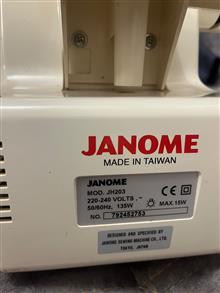 JANOME
MADE IN TAIWAN
JANOME
MOD. JH203
220-240 VOLTS, ~
50/60Hz, 135W MAX.15W
NO. 792452753
DESIGNED AND SPECIFIED BY
JANOME SEWING MACHINE CO., LTD.
TOKYO, JAPAN